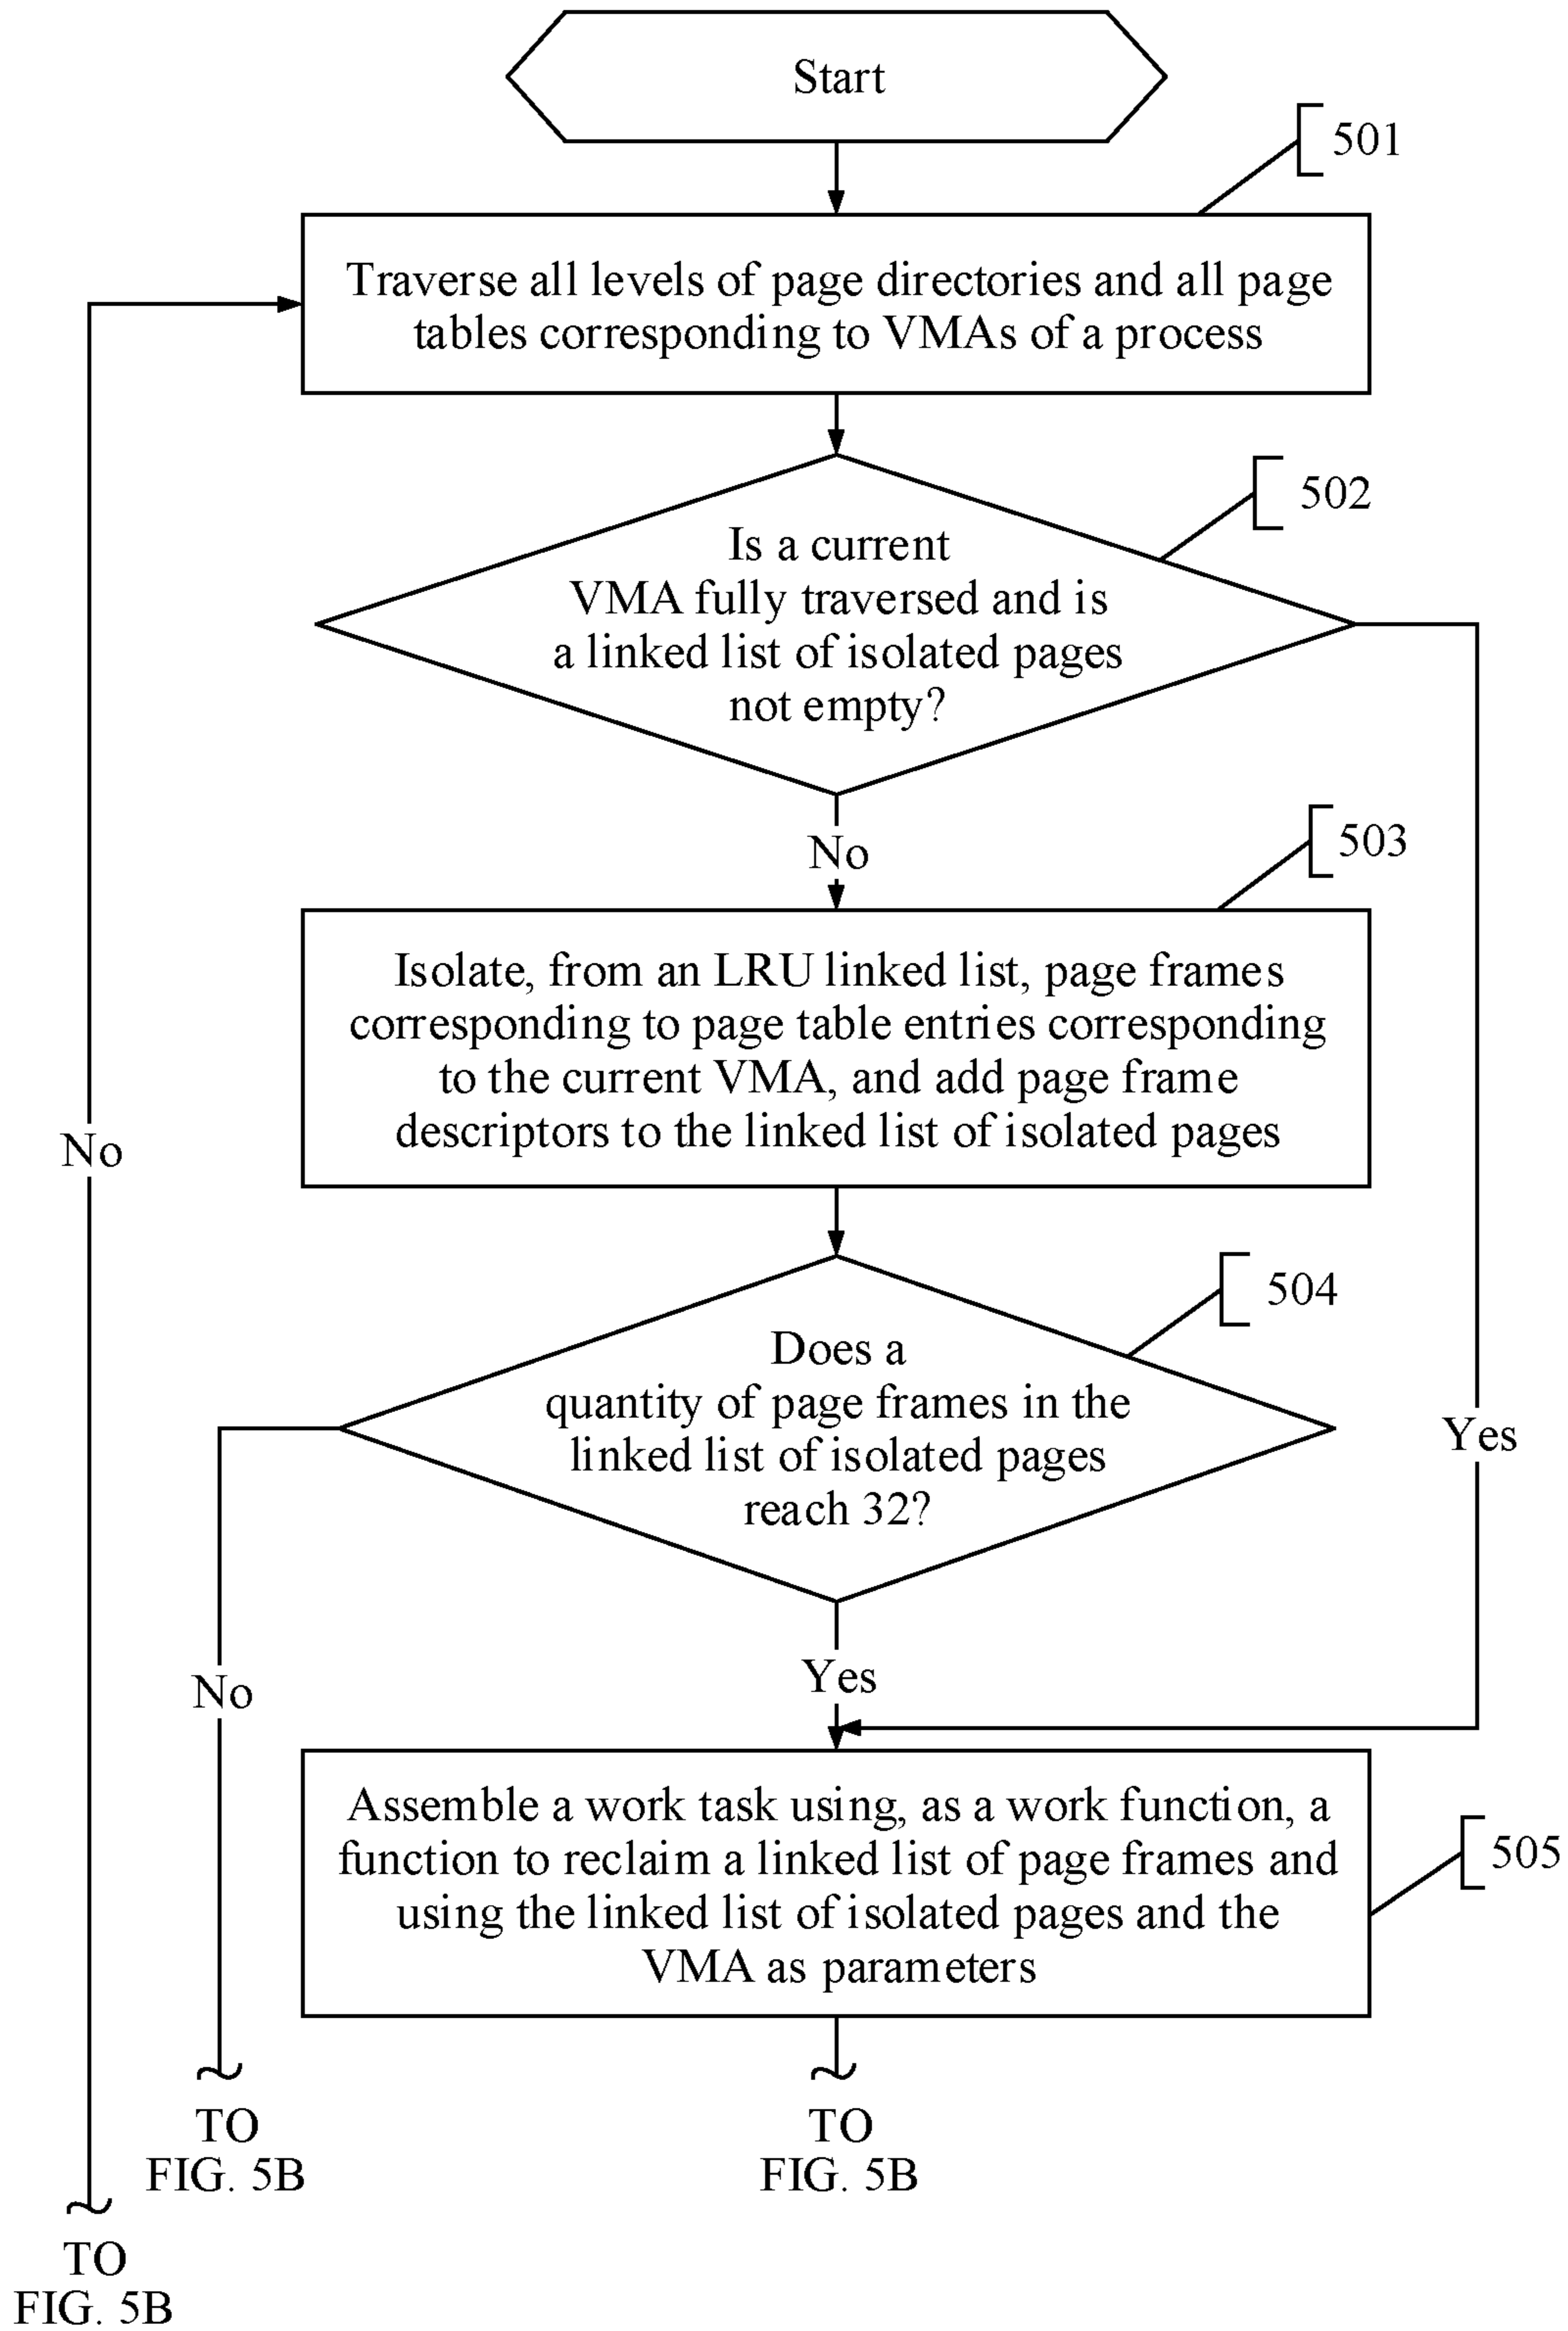 Start
501
Traverse all levels of page directories and all page
tables corresponding to VMAs of a process
502
Is a current
VMA fully traversed and is
a linked list of isolated pages
not empty?
No
503
Isolate, from an LRU linked list, page frames
corresponding to page table entries corresponding
to the current VMA, and add page frame
descriptors to the linked list of isolated pages
No
504
Does a
quantity of page frames in the
linked list of isolated pages
reach 32?
Yes
Yes
No
Assemble a work task using, as a work function, a
function to reclaim a linked list of page frames and
using the linked list of isolated pages and the
VMA as parameters
505
TO
FIG. 5B
TO
FIG. 5B
TO
FIG. 5B